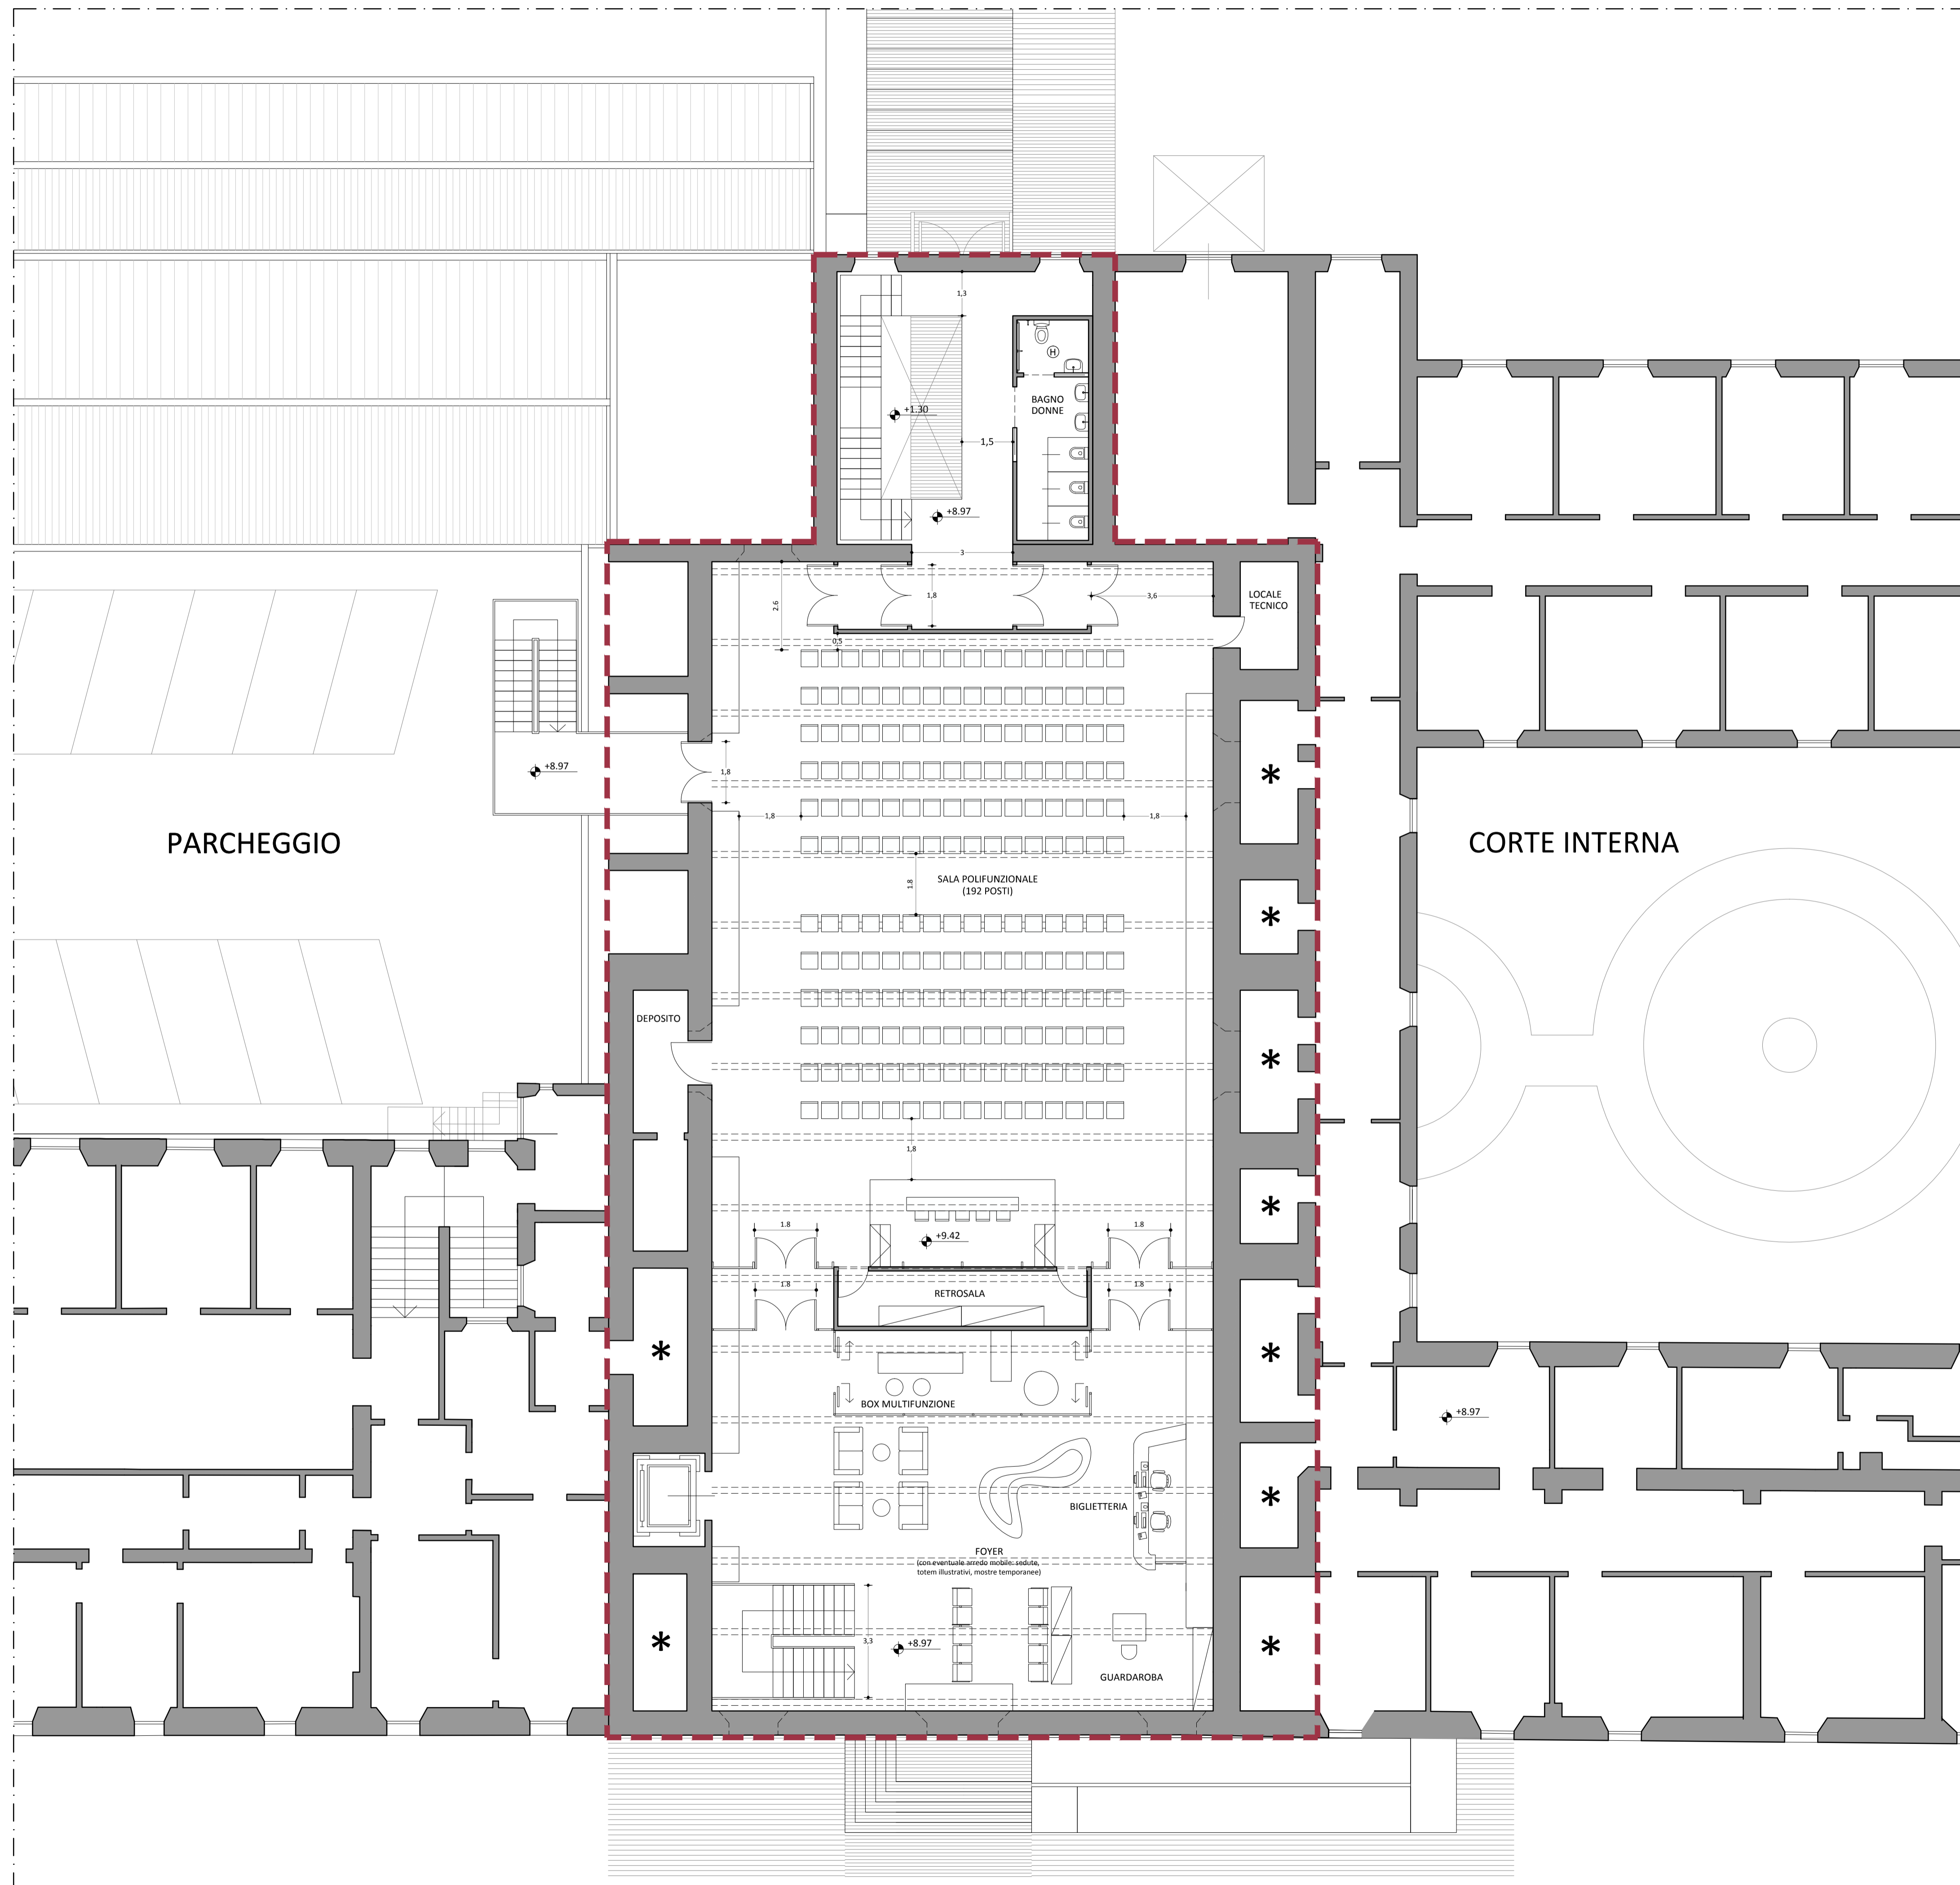 1,3
H
BAGNO
DONNE
+1.30
1,5
+8.97
3
2.6
1,8
3,6
LOCALE
TECNICO
0,5
+8.97
1,8
*
PARCHEGGIO
1,8
1,8
CORTE INTERNA
SALA POLIFUNZIONALE
(192 POSTI)
1.8
*
DEPOSITO
*
1,8
*
1.8
1.8
+9.42
1.8
1.8
RETROSALA
*
*
BOX MULTIFUNZIONE
+8.97
*
BIGLIETTERIA
FOYER
(con eventuale arredo mobile: sedute,
totem illustrativi, mostre temporanee)
3,3
+8.97
*
*
GUARDAROBA